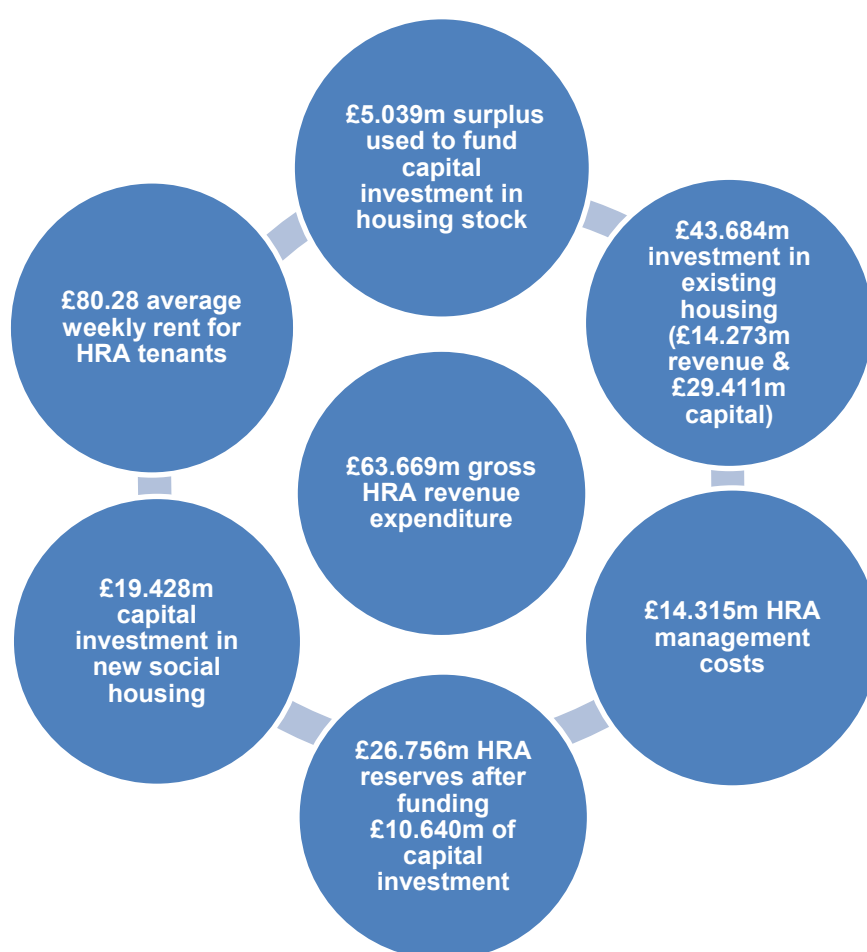 £5.039m surplus
used to fund
capital
investment in
housing stock
£43.684m
investment in
existing
housing
(£14.273m
revenue &
£29.411m
capital)
£80.28 average
weekly rent for
HRA tenants
£63.669m gross
HRA revenue
expenditure
£19.428m
capital
investment in
new social
housing
£14.315m HRA
management
costs
£26.756m HRA
reserves after
funding
£10.640m of
capital
investment